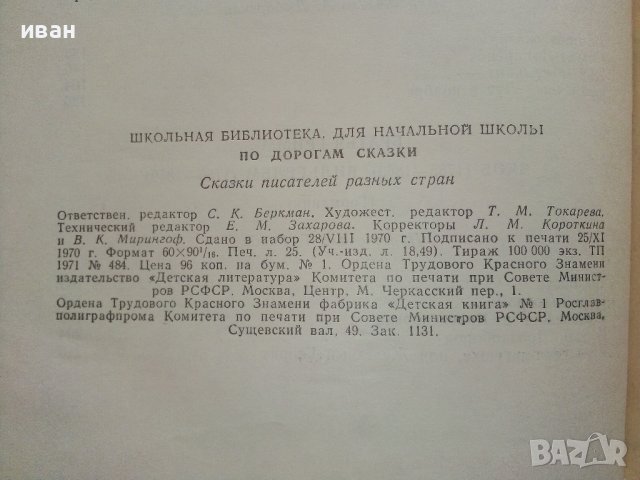 иван
ШКОЛЬНАЯ БИБЛИОТЕКА. ДЛЯ НАЧАЛЬНОЙ ШКОЛЫ
ПО ДОРОГАМ СКАЗКИ
Сказки писателей разных стран
Ответствен. редактор С. К. Беркман. Художест. редактор Т. М. Токарева.
Технический редактор Е. М. Захарова. Корректоры Л. М. Короткина
и В. К. Мирингоф. Сдано в набор 28/VIII 1970 г. Подписано к печати 25/XI
1970 г. Формат 60×90¹/₁₆. Печ. л. 25. (Уч.-изд. л. 18,49). Тираж 100 000 экз. ТП
1971 № 484. Цена 96 коп. на бум. № 1. Ордена Трудового Красного Знамени
издательство «Детская литература» Комитета по печати при Совете Минист-
ров РСФСР. Москва, Центр, М. Черкасский пер., 1.
Ордена Трудового Красного Знамени фабрика «Детская книга» № 1 Росглав-
полиграфпрома Комитета по печати при Совете Министров РСФСР. Москва,
Сущевский вал, 49. Зак. 1131.
BAZAR